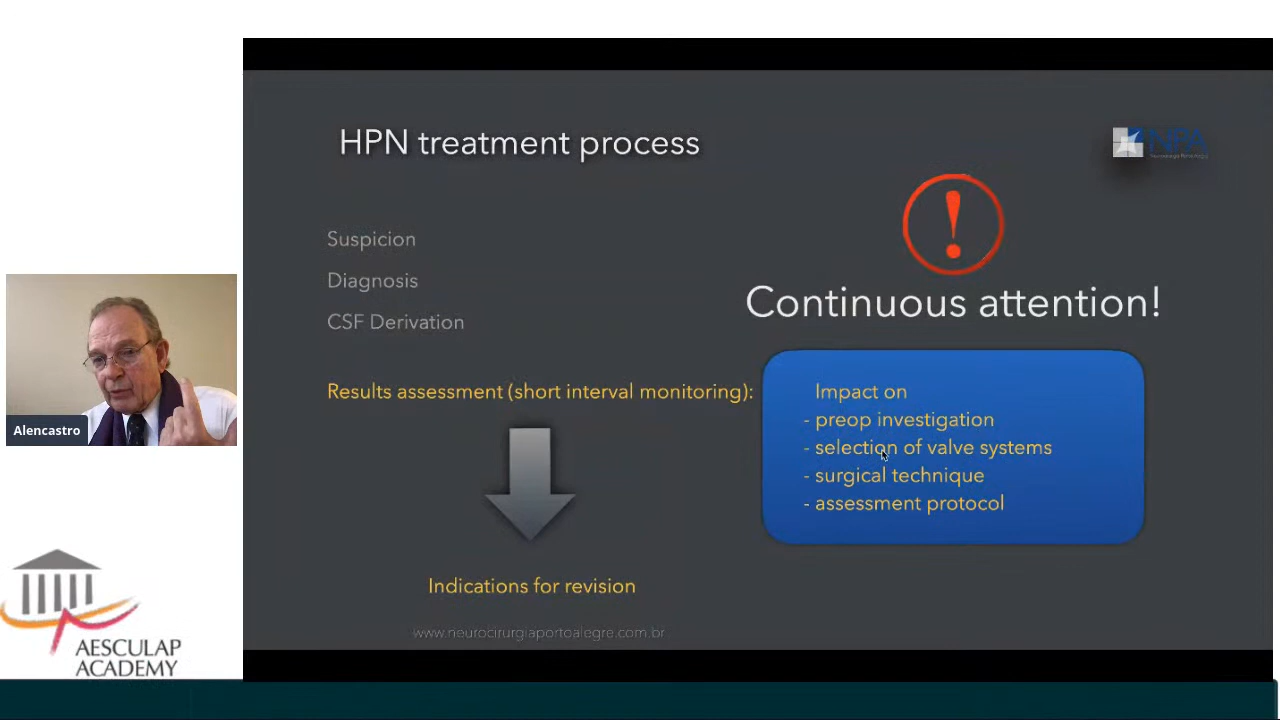 HPN treatment process
NPA
Suspicion
Diagnosis
CSF Derivation
Continuous attention!
Results assessment (short interval monitoring):
Impact on
- preop investigation
- selection of valve systems
- surgical technique
- assessment protocol
Indications for revision
www.neurocirurgiaportoalegre.com.br
Alencastro
AESCULAP
ACADEMY